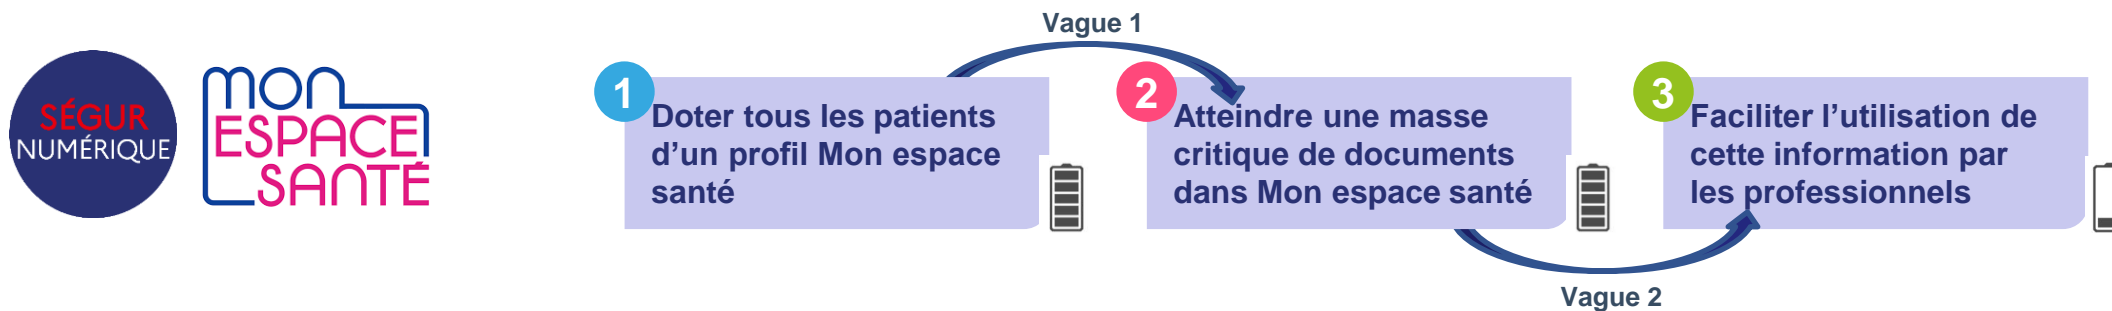 SÉGUR
NUMÉRIQUE
mon
ESPACE
SANTÉ
Vague 1
1
Doter tous les patients
d’un profil Mon espace
santé
2
Atteindre une masse
critique de documents
dans Mon espace santé
3
Faciliter l’utilisation de
cette information par
les professionnels
Vague 2